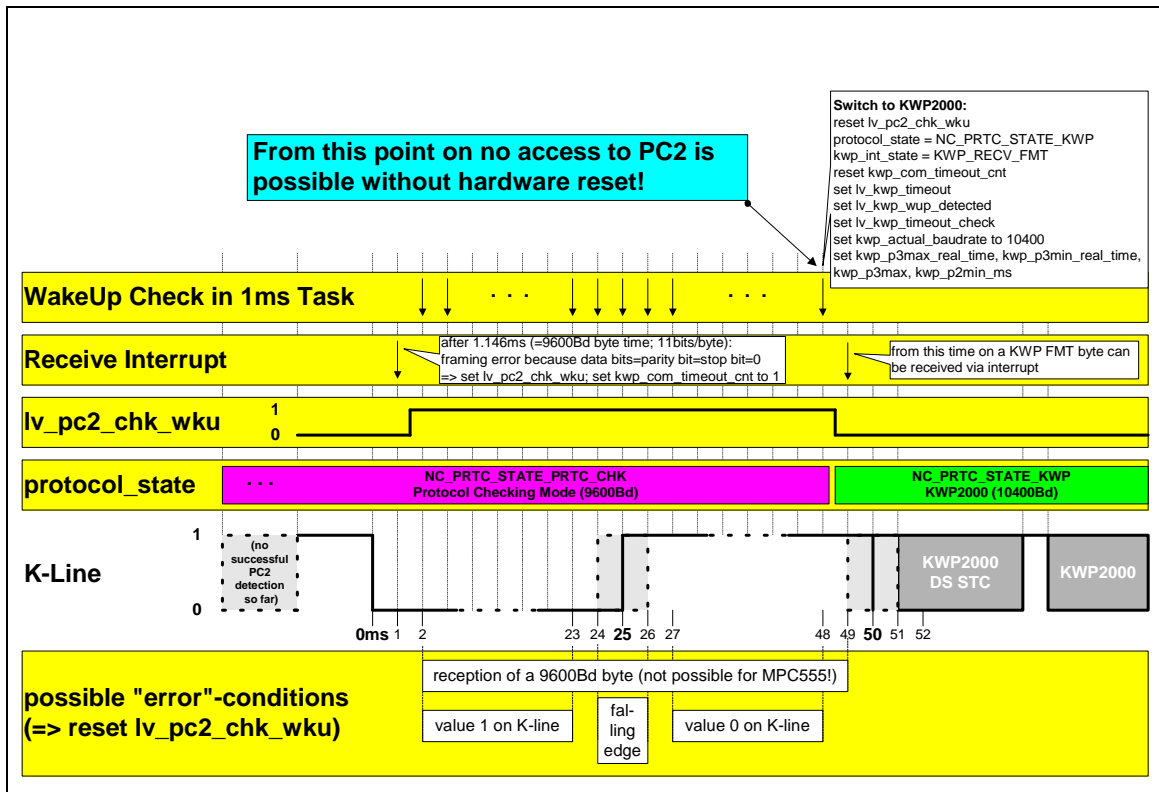 Switch to KWP2000:
reset lv_pc2_chk_wku
protocol_state = NC_PRTC_STATE_KWP
kwp_int_state = KWP_RECV_FMT
reset kwp_com_timeout_cnt
set lv_kwp_timeout
set lv_kwp_wup_detected
set lv_kwp_timeout_check
set kwp_actual_baudrate to 10400
set kwp_p3max_real_time, kwp_p3min_real_time,
kwp_p3max, kwp_p2min_ms
From this point on no access to PC2 is
possible without hardware reset!
WakeUp Check in 1ms Task
. . .
. . .
Receive Interrupt
after 1.146ms (=9600Bd byte time; 11bits/byte):
framing error because data bits=parity bit=stop bit=0
=> set lv_pc2_chk_wku; set kwp_com_timeout_cnt to 1
from this time on a KWP FMT byte can
be received via interrupt
lv_pc2_chk_wku
1
0
protocol_state
. . .
NC_PRTC_STATE_PRTC_CHK
Protocol Checking Mode (9600Bd)
NC_PRTC_STATE_KWP
KWP2000 (10400Bd)
K-Line
1
0
(no
successful
PC2
detection
so far)
KWP2000
DS STC
KWP2000
0ms 1 2 23 24 25 26 27 48 49 50 51 52
possible "error"-conditions
(=> reset lv_pc2_chk_wku)
reception of a 9600Bd byte (not possible for MPC555!)
value 1 on K-line
fal-
ling
edge
value 0 on K-line